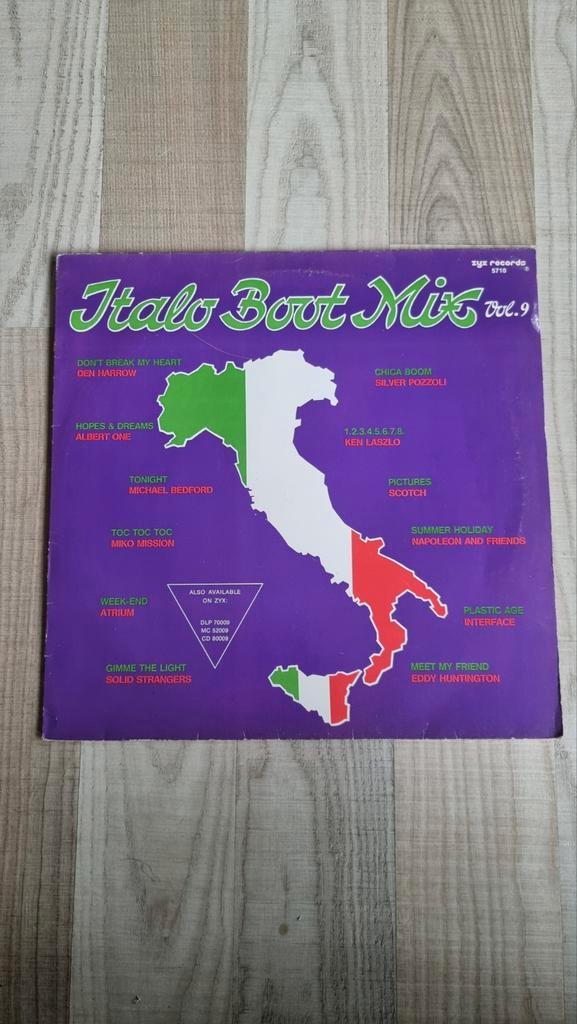 zyx records
5710
®
Italo Boot Mix Vol.9
DON'T BREAK MY HEART
DEN HARROW
HOPES & DREAMS
ALBERT ONE
TONIGHT
MICHAEL BEDFORD
TOC TOC TOC
MIKO MISSION
WEEK-END
ATRIUM
GIMME THE LIGHT
SOLID STRANGERS
ALSO AVAILABLE
ON ZYX:
DLP 70009
MC 52009
CD 80009
CHICA BOOM
SILVER POZZOLI
1.2.3.4.5.6.7.8.
KEN LASZLO
PICTURES
SCOTCH
SUMMER HOLIDAY
NAPOLEON AND FRIENDS
PLASTIC AGE
INTERFACE
MEET MY FRIEND
EDDY HUNTINGTON